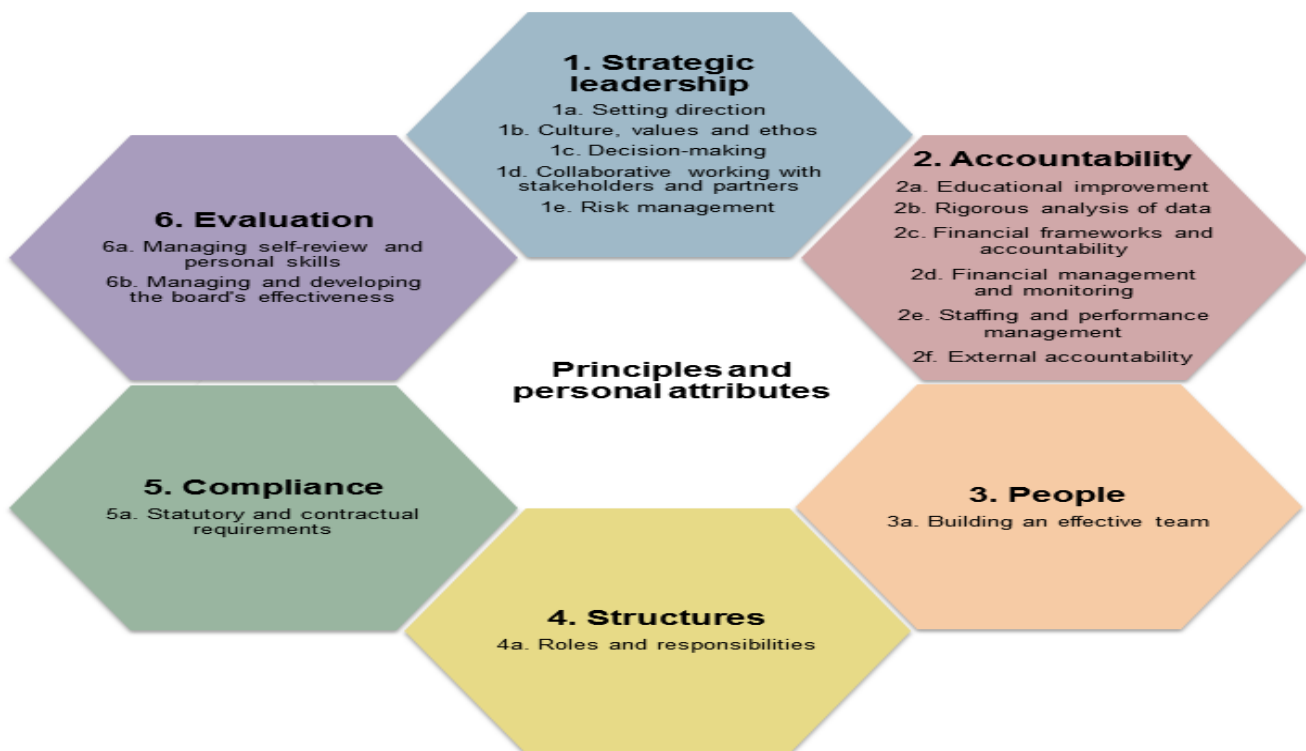 1. Strategic
leadership
1a. Setting direction
1b. Culture, values and ethos
1c. Decision-making
1d. Collaborative working with
stakeholders and partners
1e. Risk management
2. Accountability
2a. Educational improvement
2b. Rigorous analysis of data
2c. Financial frameworks and
accountability
2d. Financial management
and monitoring
2e. Staffing and performance
management
2f. External accountability
3. People
3a. Building an effective team
4. Structures
4a. Roles and responsibilities
5. Compliance
5a. Statutory and contractual
requirements
6. Evaluation
6a. Managing self-review and
personal skills
6b. Managing and developing
the board's effectiveness
Principles and
personal attributes